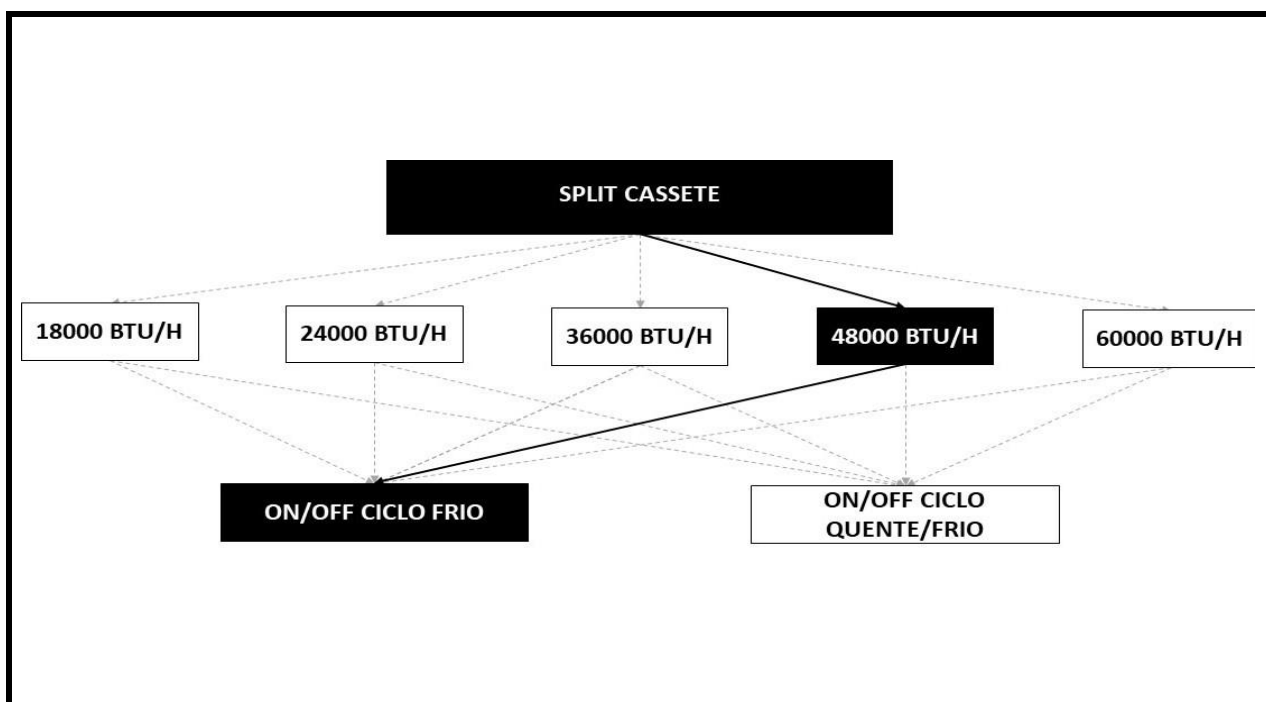 SPLIT CASSETE
18000 BTU/H
24000 BTU/H
36000 BTU/H
48000 BTU/H
60000 BTU/H
ON/OFF CICLO FRIO
ON/OFF CICLO
QUENTE/FRIO